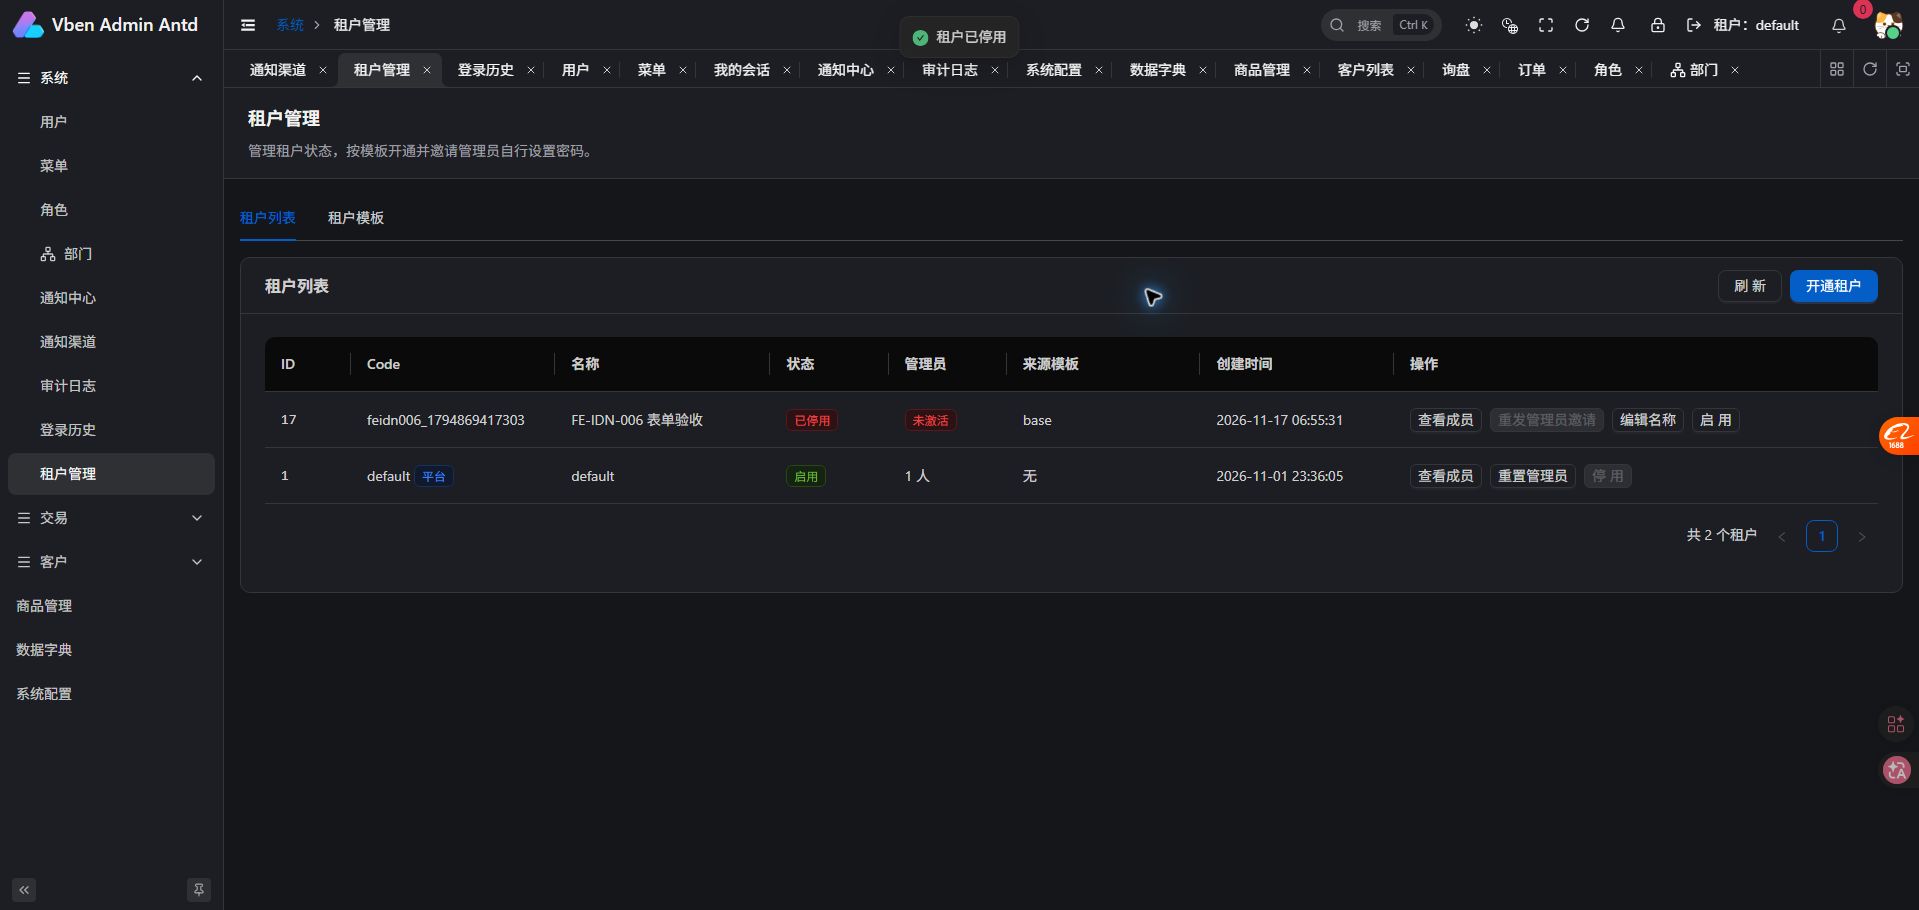 Vben Admin Antd
系统 > 租户管理
租户已停用
搜索 Ctrl K
租户：default
0
通知渠道 × 租户管理 × 登录历史 × 用户 × 菜单 × 我的会话 × 通知中心 × 审计日志 × 系统配置 × 数据字典 × 商品管理 × 客户列表 × 询盘 × 订单 × 角色 × 部门 ×
系统
用户
菜单
角色
部门
通知中心
通知渠道
审计日志
登录历史
租户管理
交易
客户
商品管理
数据字典
系统配置
租户管理
管理租户状态，按模板开通并邀请管理员自行设置密码。
租户列表 租户模板
租户列表
刷 新 开通租户
ID Code 名称 状态 管理员 来源模板 创建时间 操作
17 feidn006_1794869417303 FE-IDN-006 表单验收 已停用 未激活 base 2026-11-17 06:55:31 查看成员 重发管理员邀请 编辑名称 启 用
1 default 平台 default 启用 1 人 无 2026-11-01 23:36:05 查看成员 重置管理员 停 用
共 2 个租户 < 1 >
1688